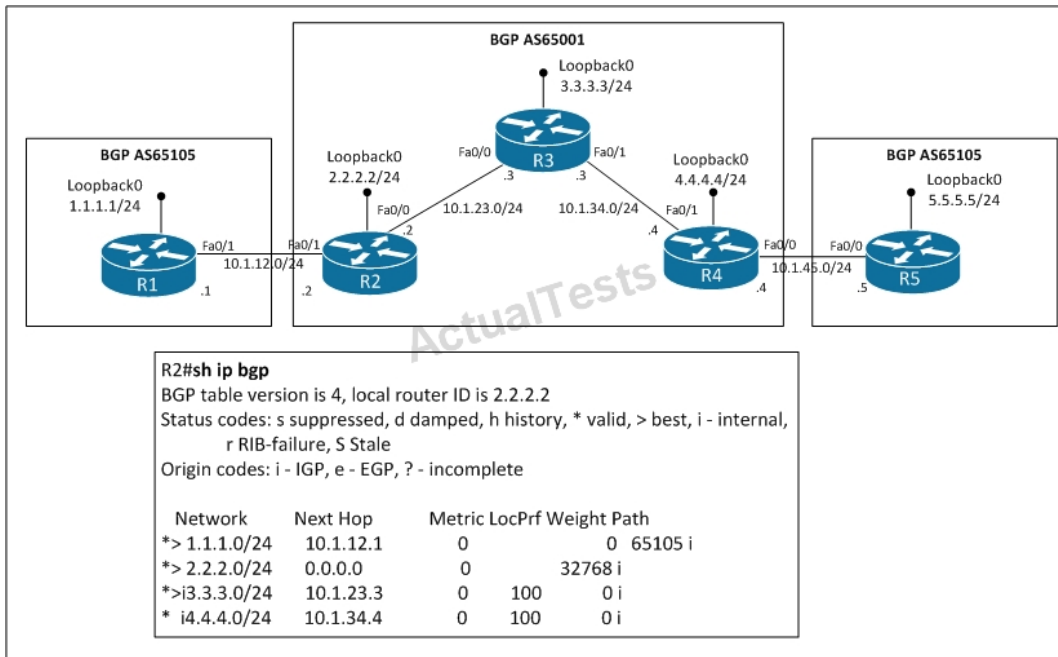 BGP AS65001
Loopback0
3.3.3.3/24
BGP AS65105
Loopback0
1.1.1.1/24
Loopback0
2.2.2.2/24
Fa0/0
R3
Fa0/1
.3
.3
Loopback0
4.4.4.4/24
BGP AS65105
Loopback0
5.5.5.5/24
Fa0/0
10.1.23.0/24
10.1.34.0/24
Fa0/1
.2
.4
Fa0/1
Fa0/1
10.1.12.0/24
R1
R2
.1
.2
Fa0/0
Fa0/0
10.1.45.0/24
R4
R5
.4
.5
ActualTests
R2#sh ip bgp
BGP table version is 4, local router ID is 2.2.2.2
Status codes: s suppressed, d damped, h history, * valid, > best, i - internal,
r RIB-failure, S Stale
Origin codes: i - IGP, e - EGP, ? - incomplete
Network Next Hop Metric LocPrf Weight Path
*> 1.1.1.0/24 10.1.12.1 0 0 65105 i
*> 2.2.2.0/24 0.0.0.0 0 32768 i
*>i3.3.3.0/24 10.1.23.3 0 100 0 i
* i4.4.4.0/24 10.1.34.4 0 100 0 i